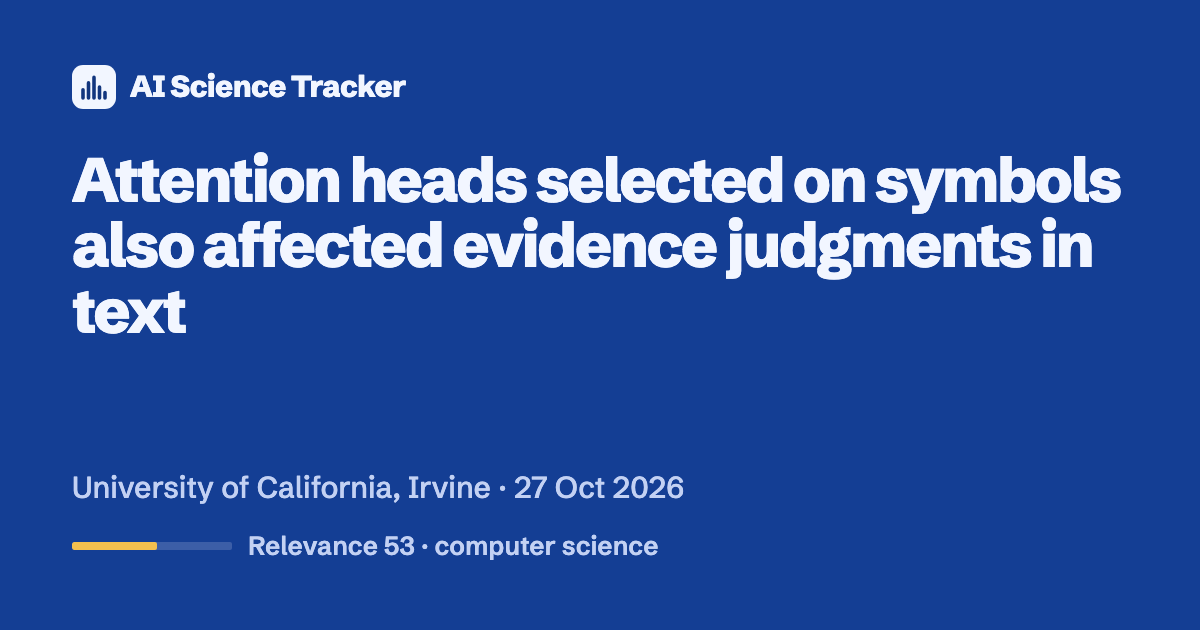 AI Science Tracker
Attention heads selected on symbols
also affected evidence judgments in
text
University of California, Irvine · 27 Oct 2026
Relevance 53 · computer science